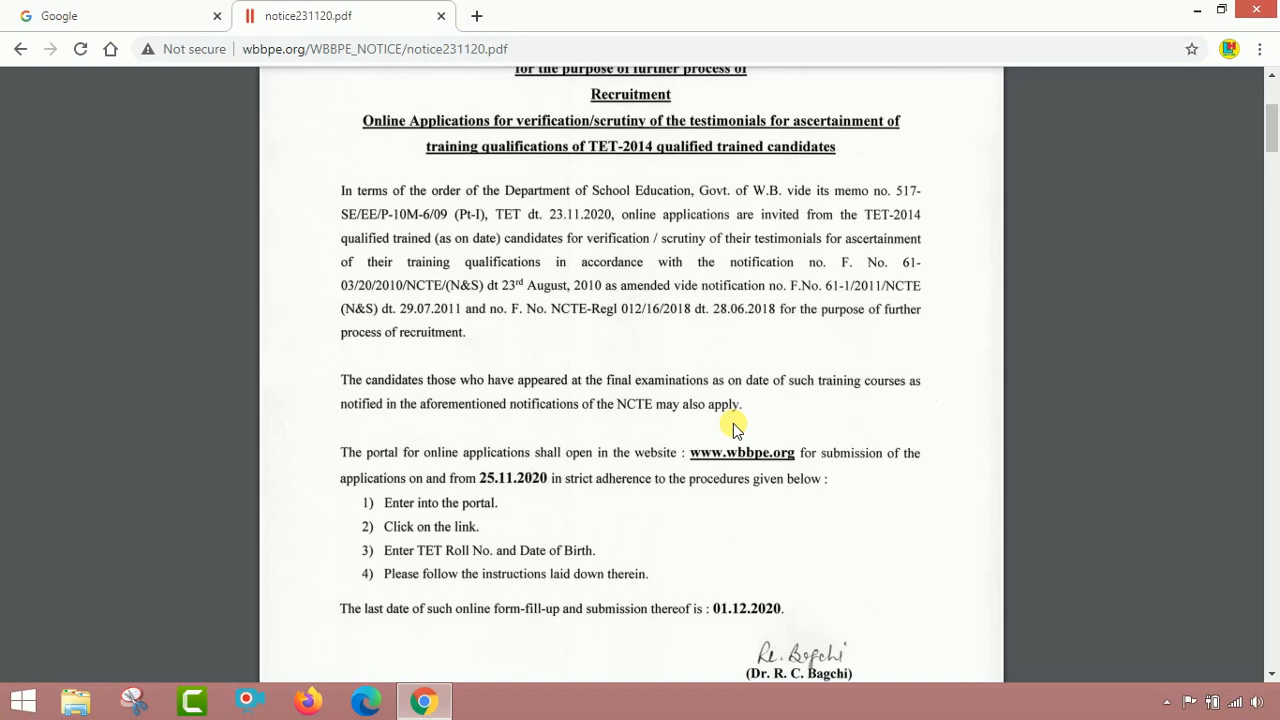 Google
notice231120.pdf
Not secure
wbbpe.org/WBBPE_NOTICE/notice231120.pdf
for the purpose of further process of
Recruitment
Online Applications for verification/scrutiny of the testimonials for ascertainment of
training qualifications of TET-2014 qualified trained candidates
In terms of the order of the Department of School Education, Govt. of W.B. vide its memo no. 517-
SE/EE/P-10M-6/09 (Pt-I), TET dt. 23.11.2020, online applications are invited from the TET-2014
qualified trained (as on date) candidates for verification / scrutiny of their testimonials for ascertainment
of their training qualifications in accordance with the notification no. F. No. 61-
03/20/2010/NCTE/(N&S) dt 23rd August, 2010 as amended vide notification no. F.No. 61-1/2011/NCTE
(N&S) dt. 29.07.2011 and no. F. No. NCTE-Regl 012/16/2018 dt. 28.06.2018 for the purpose of further
process of recruitment.
The candidates those who have appeared at the final examinations as on date of such training courses as
notified in the aforementioned notifications of the NCTE may also apply.
The portal for online applications shall open in the website : www.wbbpe.org for submission of the
applications on and from 25.11.2020 in strict adherence to the procedures given below :
1) Enter into the portal.
2) Click on the link.
3) Enter TET Roll No. and Date of Birth.
4) Please follow the instructions laid down therein.
The last date of such online form-fill-up and submission thereof is : 01.12.2020.
Rc. Bagchi
(Dr. R. C. Bagchi)